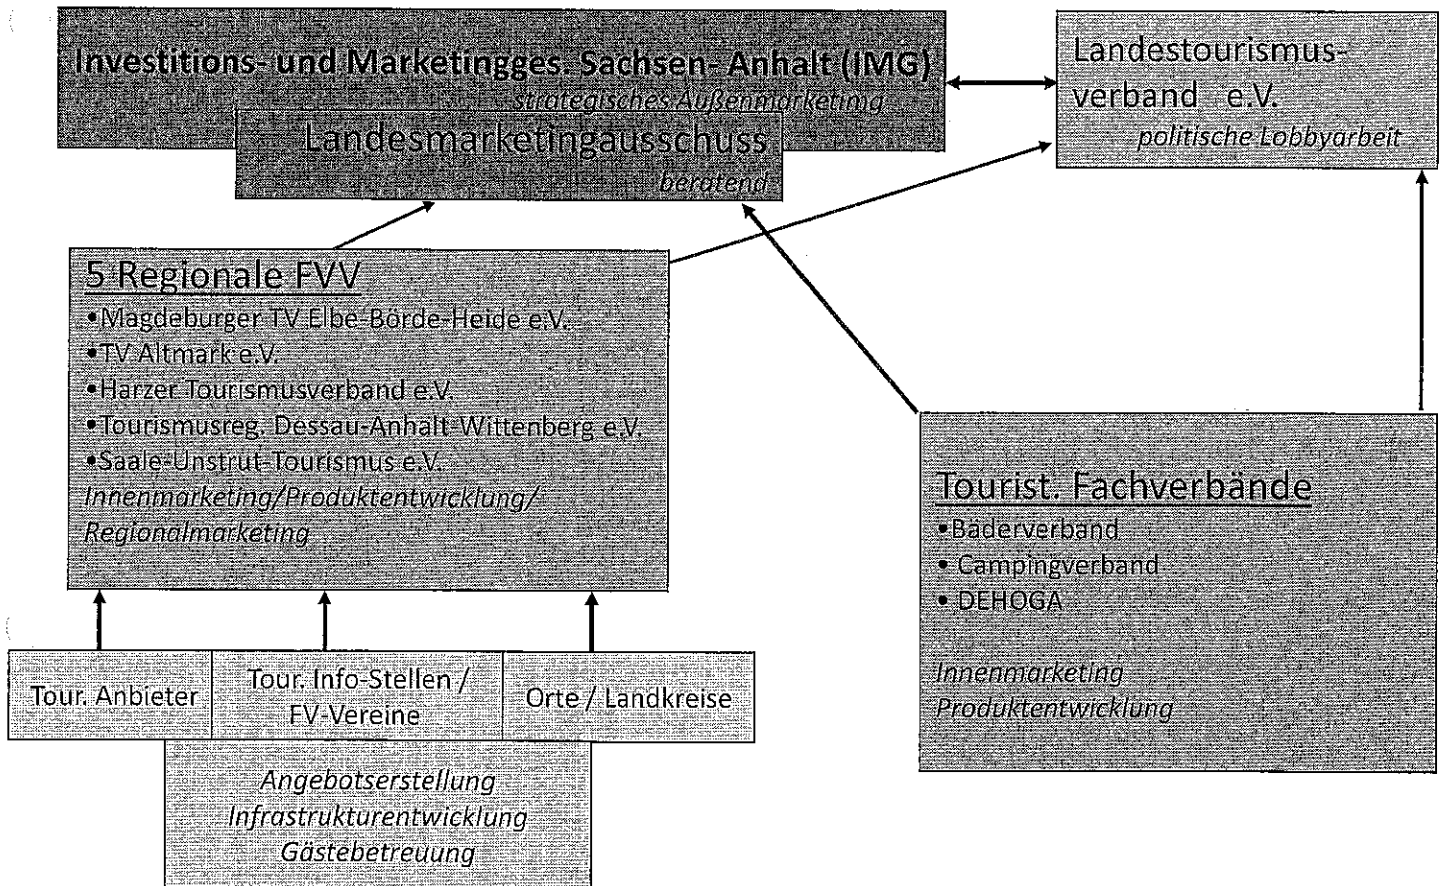 Investitions- und Marketingges. Sachsen- Anhalt (IMG)
strategisches Außenmarketing
Landesmarketingausschuss
beratend
Landestourismus-
verband e.V.
politische Lobbyarbeit
5 Regionale FVV
•Magdeburger TV Elbe-Börde-Heide e.V.
•TV Altmark e.V.
•Harzer Tourismusverband e.V.
•Tourismusreg. Dessau-Anhalt-Wittenberg e.V.
•Saale-Unstrut-Tourismus e.V.
Innenmarketing/Produktentwicklung/
Regionalmarketing
Tourist. Fachverbände
•Bäderverband
• Campingverband
• DEHOGA
Innenmarketing
Produktentwicklung
Tour. Anbieter
Tour. Info-Stellen /
FV-Vereine
Orte / Landkreise
Angebotserstellung
Infrastrukturentwicklung
Gästebetreuung